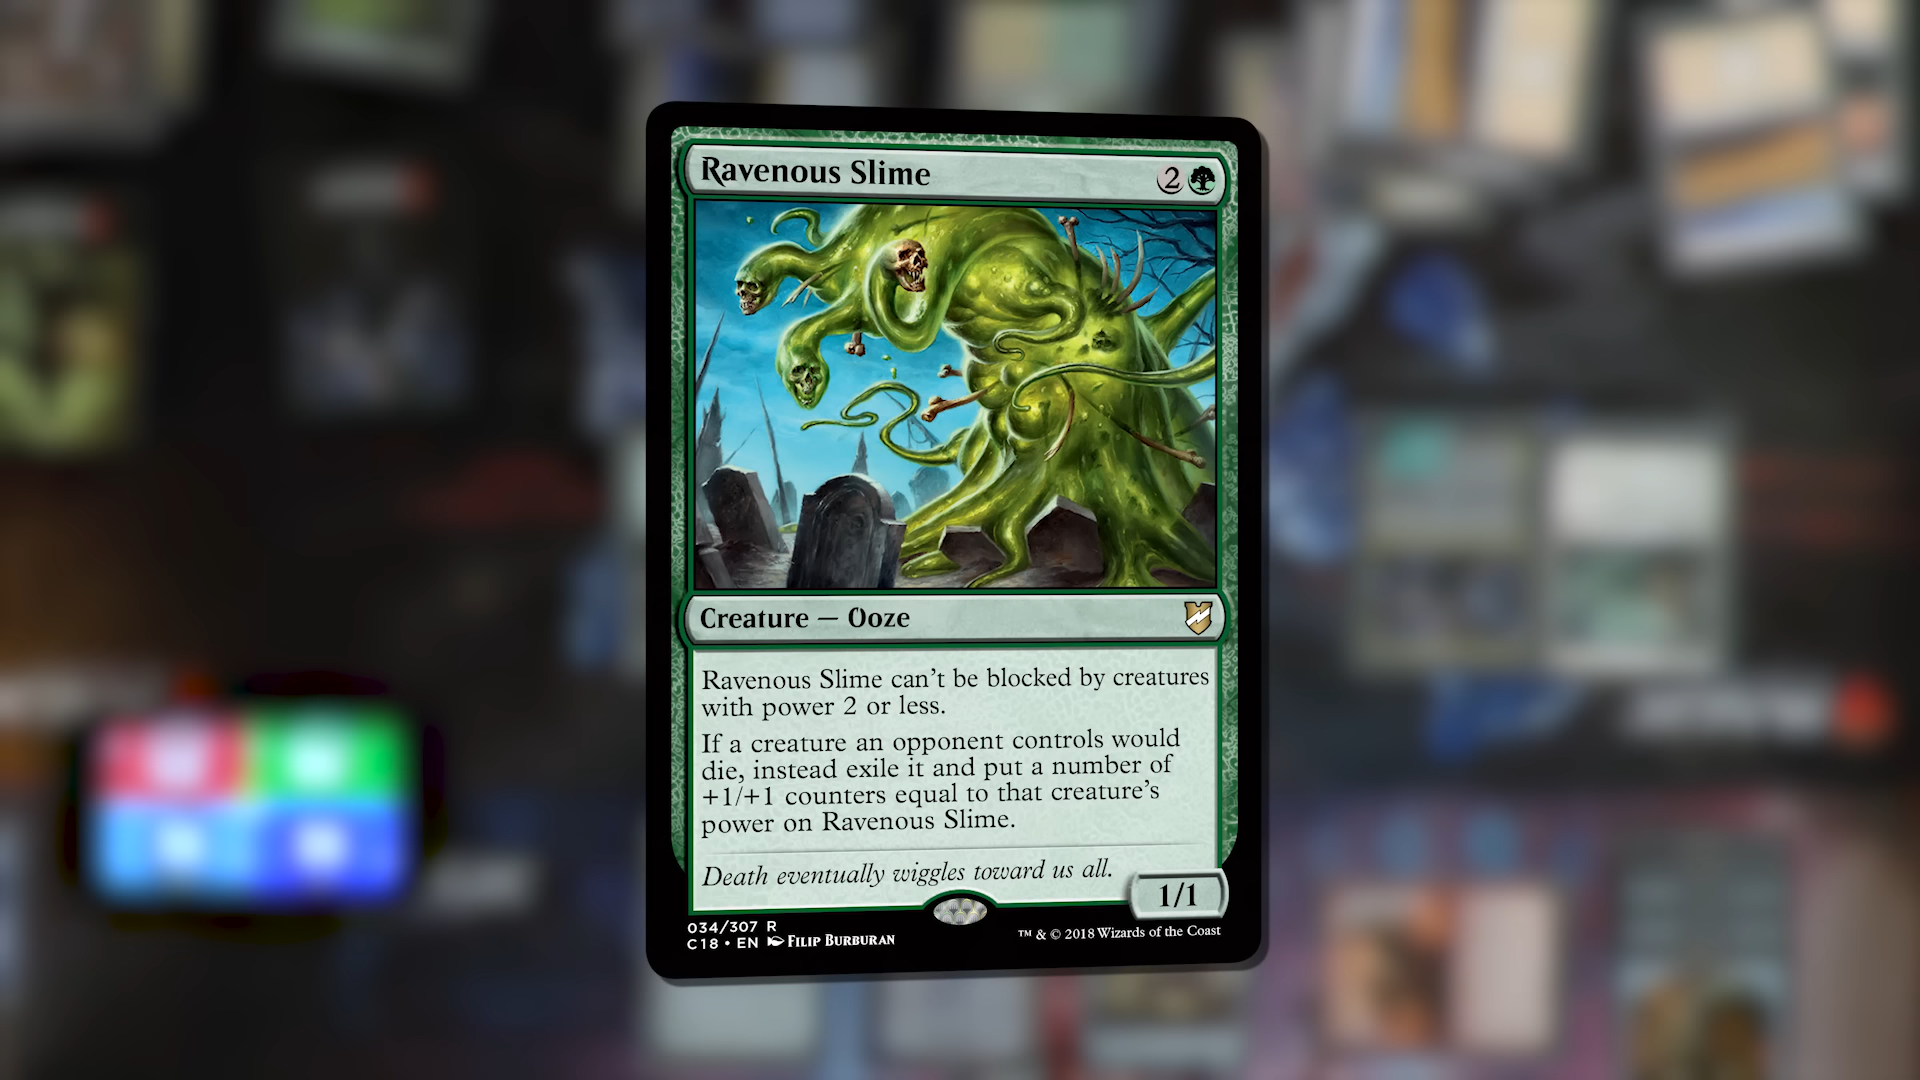 Ravenous Slime 2
Creature — Ooze
Ravenous Slime can't be blocked by creatures
with power 2 or less.
If a creature an opponent controls would
die, instead exile it and put a number of
+1/+1 counters equal to that creature's
power on Ravenous Slime.
Death eventually wiggles toward us all.
1/1
034/307 R
C18 • EN Filip Burburan
™ & © 2018 Wizards of the Coast